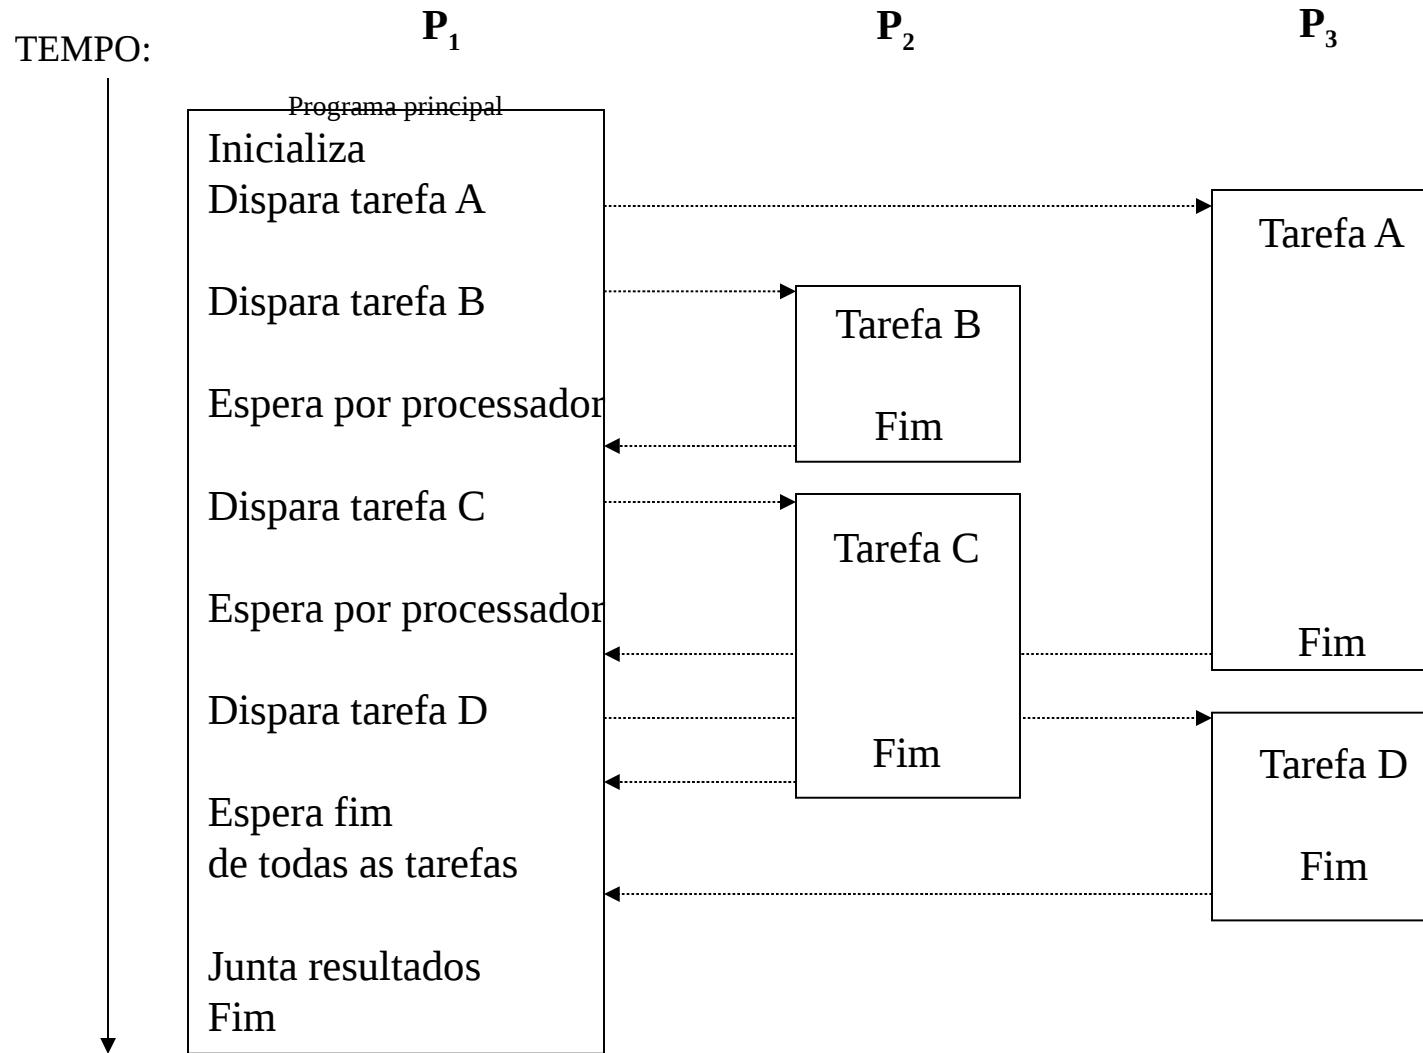 P1
P2
P3
TEMPO:
Programa principal
Inicializa
Dispara tarefa A
Tarefa A
Dispara tarefa B
Tarefa B
Espera por processador
Fim
Dispara tarefa C
Tarefa C
Espera por processador
Fim
Dispara tarefa D
Fim
Tarefa D
Espera fim
de todas as tarefas
Fim
Junta resultados
Fim